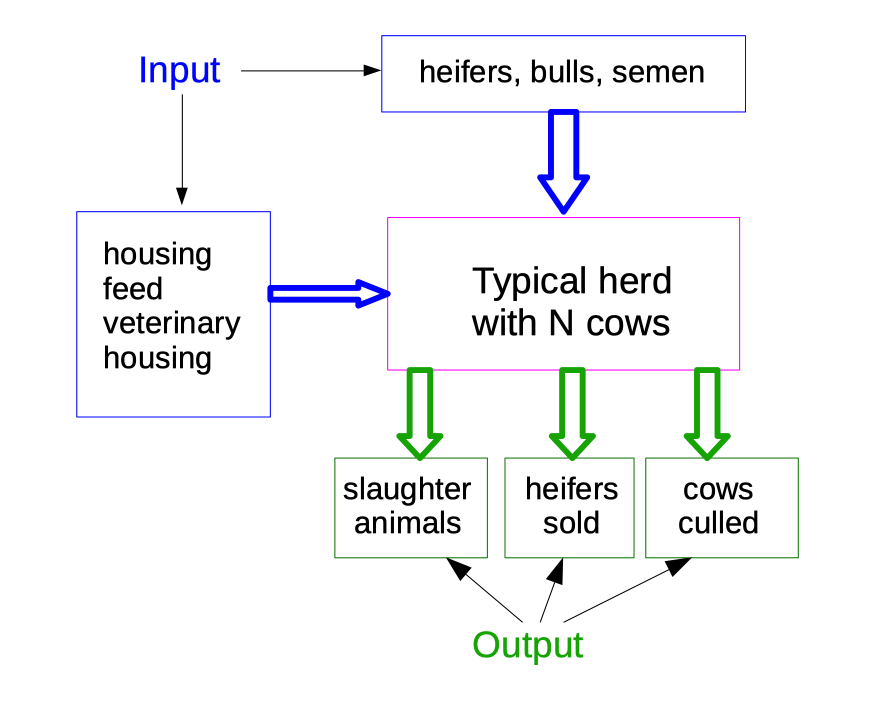 Input
heifers, bulls, semen
housing
feed
veterinary
housing
Typical herd
with N cows
slaughter
animals
heifers
sold
cows
culled
Output